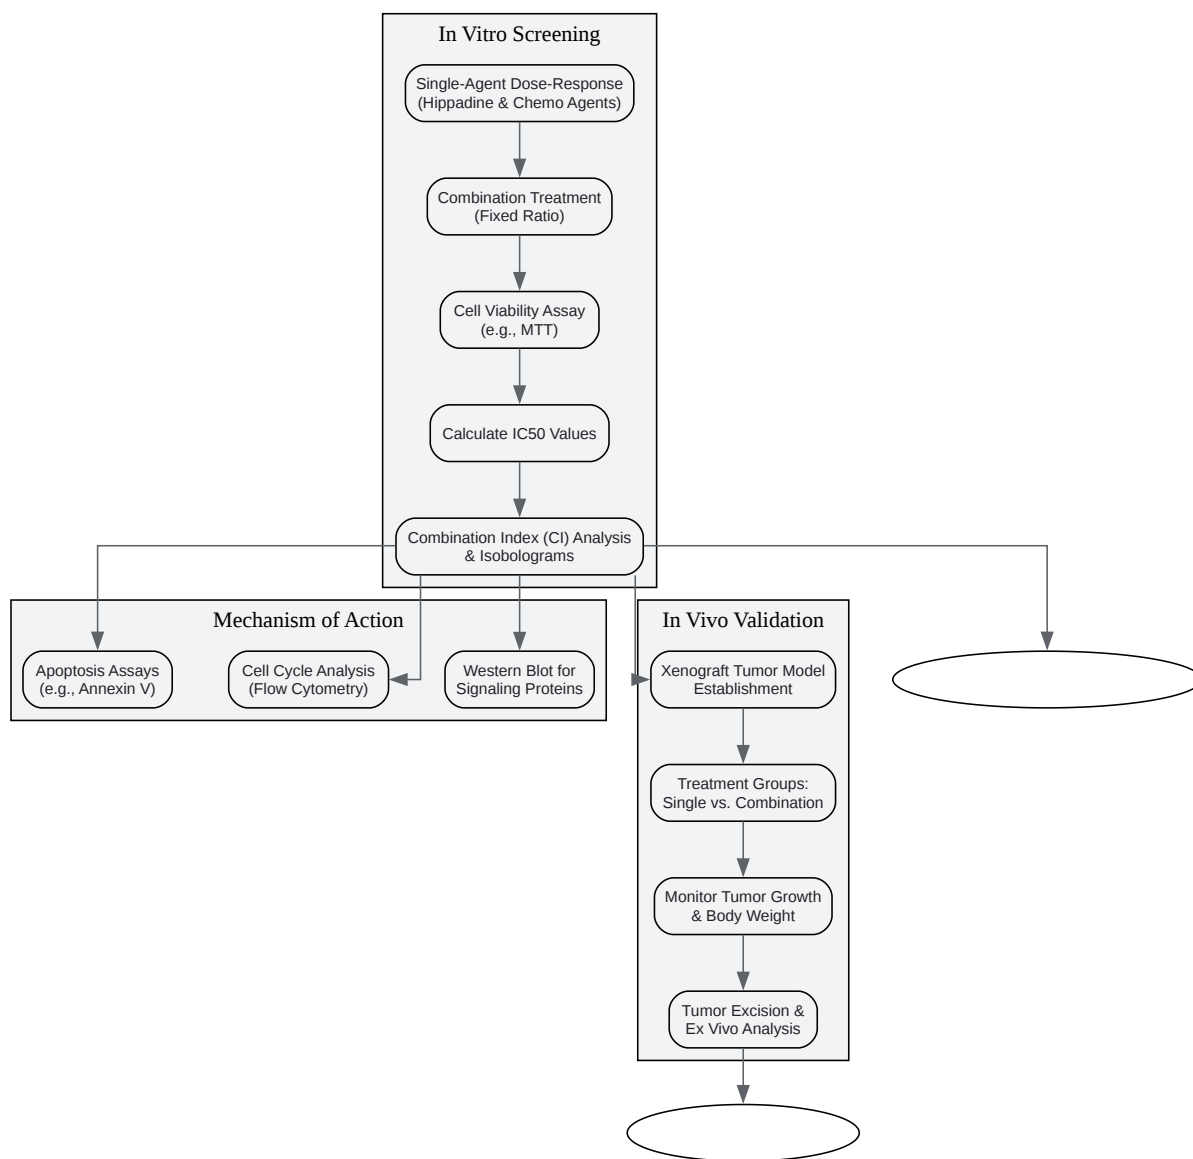 In Vitro Screening
Single-Agent Dose-Response
(Hippadine & Chemo Agents)
Combination Treatment
(Fixed Ratio)
Cell Viability Assay
(e.g., MTT)
Calculate IC50 Values
Combination Index (CI) Analysis
& Isobolograms
Mechanism of Action
Apoptosis Assays
(e.g., Annexin V)
Cell Cycle Analysis
(Flow Cytometry)
Western Blot for
Signaling Proteins
In Vivo Validation
Xenograft Tumor Model
Establishment
Treatment Groups:
Single vs. Combination
Monitor Tumor Growth
& Body Weight
Tumor Excision &
Ex Vivo Analysis